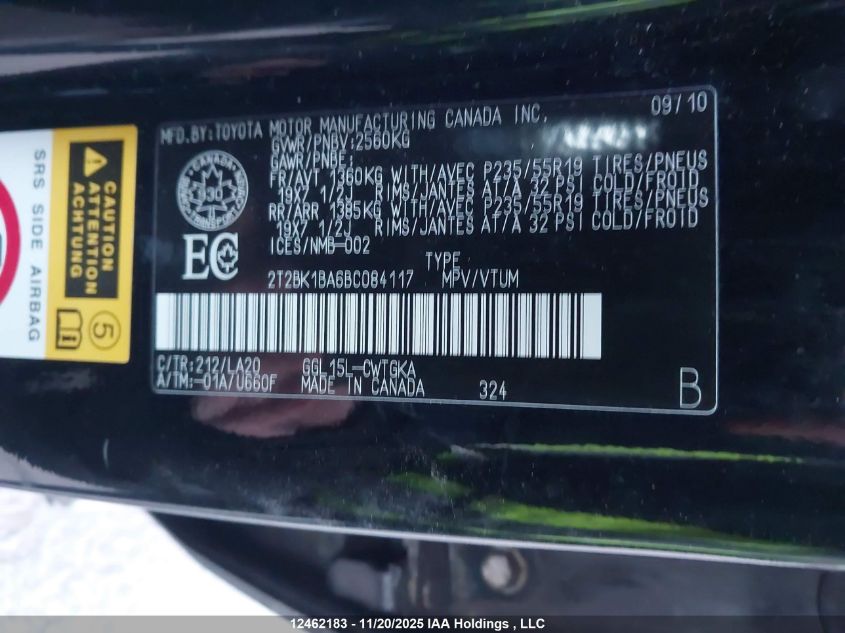 MFD.BY:TOYOTA MOTOR MANUFACTURING CANADA INC. 09/10
GVWR/PNBV:2560KG
GAWR/PNBE:
FR/AVT 1360KG WITH/AVEC P235/55R19 TIRES/PNEUS
19X7 1/2J RIMS/JANTES AT/A 32 PSI COLD/FROID
RR/ARR 1385KG WITH/AVEC P235/55R19 TIRES/PNEUS
19X7 1/2J RIMS/JANTES AT/A 32 PSI COLD/FROID
ICES/NMB-002
TYPE
2T2BK1BA6BC084117 MPV/VTUM
C/TR:212/LA20 GGL15L-CWTGKA
A/TM:-01A/U660F MADE IN CANADA 324
B
CANADA
530
TRANSPORT
EC
SRS SIDE AIRBAG
CAUTION
ATTENTION
ACHTUNG
5
12462183 - 11/20/2025 IAA Holdings , LLC